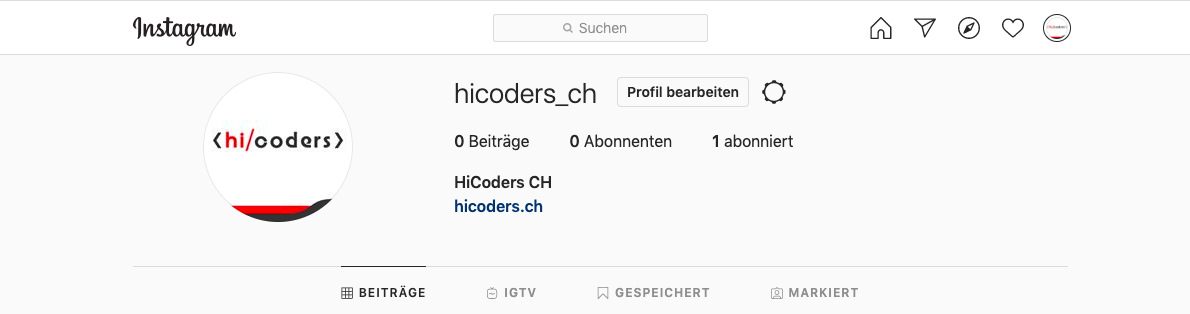 Instagram
Suchen
<hi/coders>
hicoders_ch Profil bearbeiten
0 Beiträge 0 Abonnenten 1 abonniert
HiCoders CH
hicoders.ch
BEITRÄGE IGTV GESPEICHERT MARKIERT